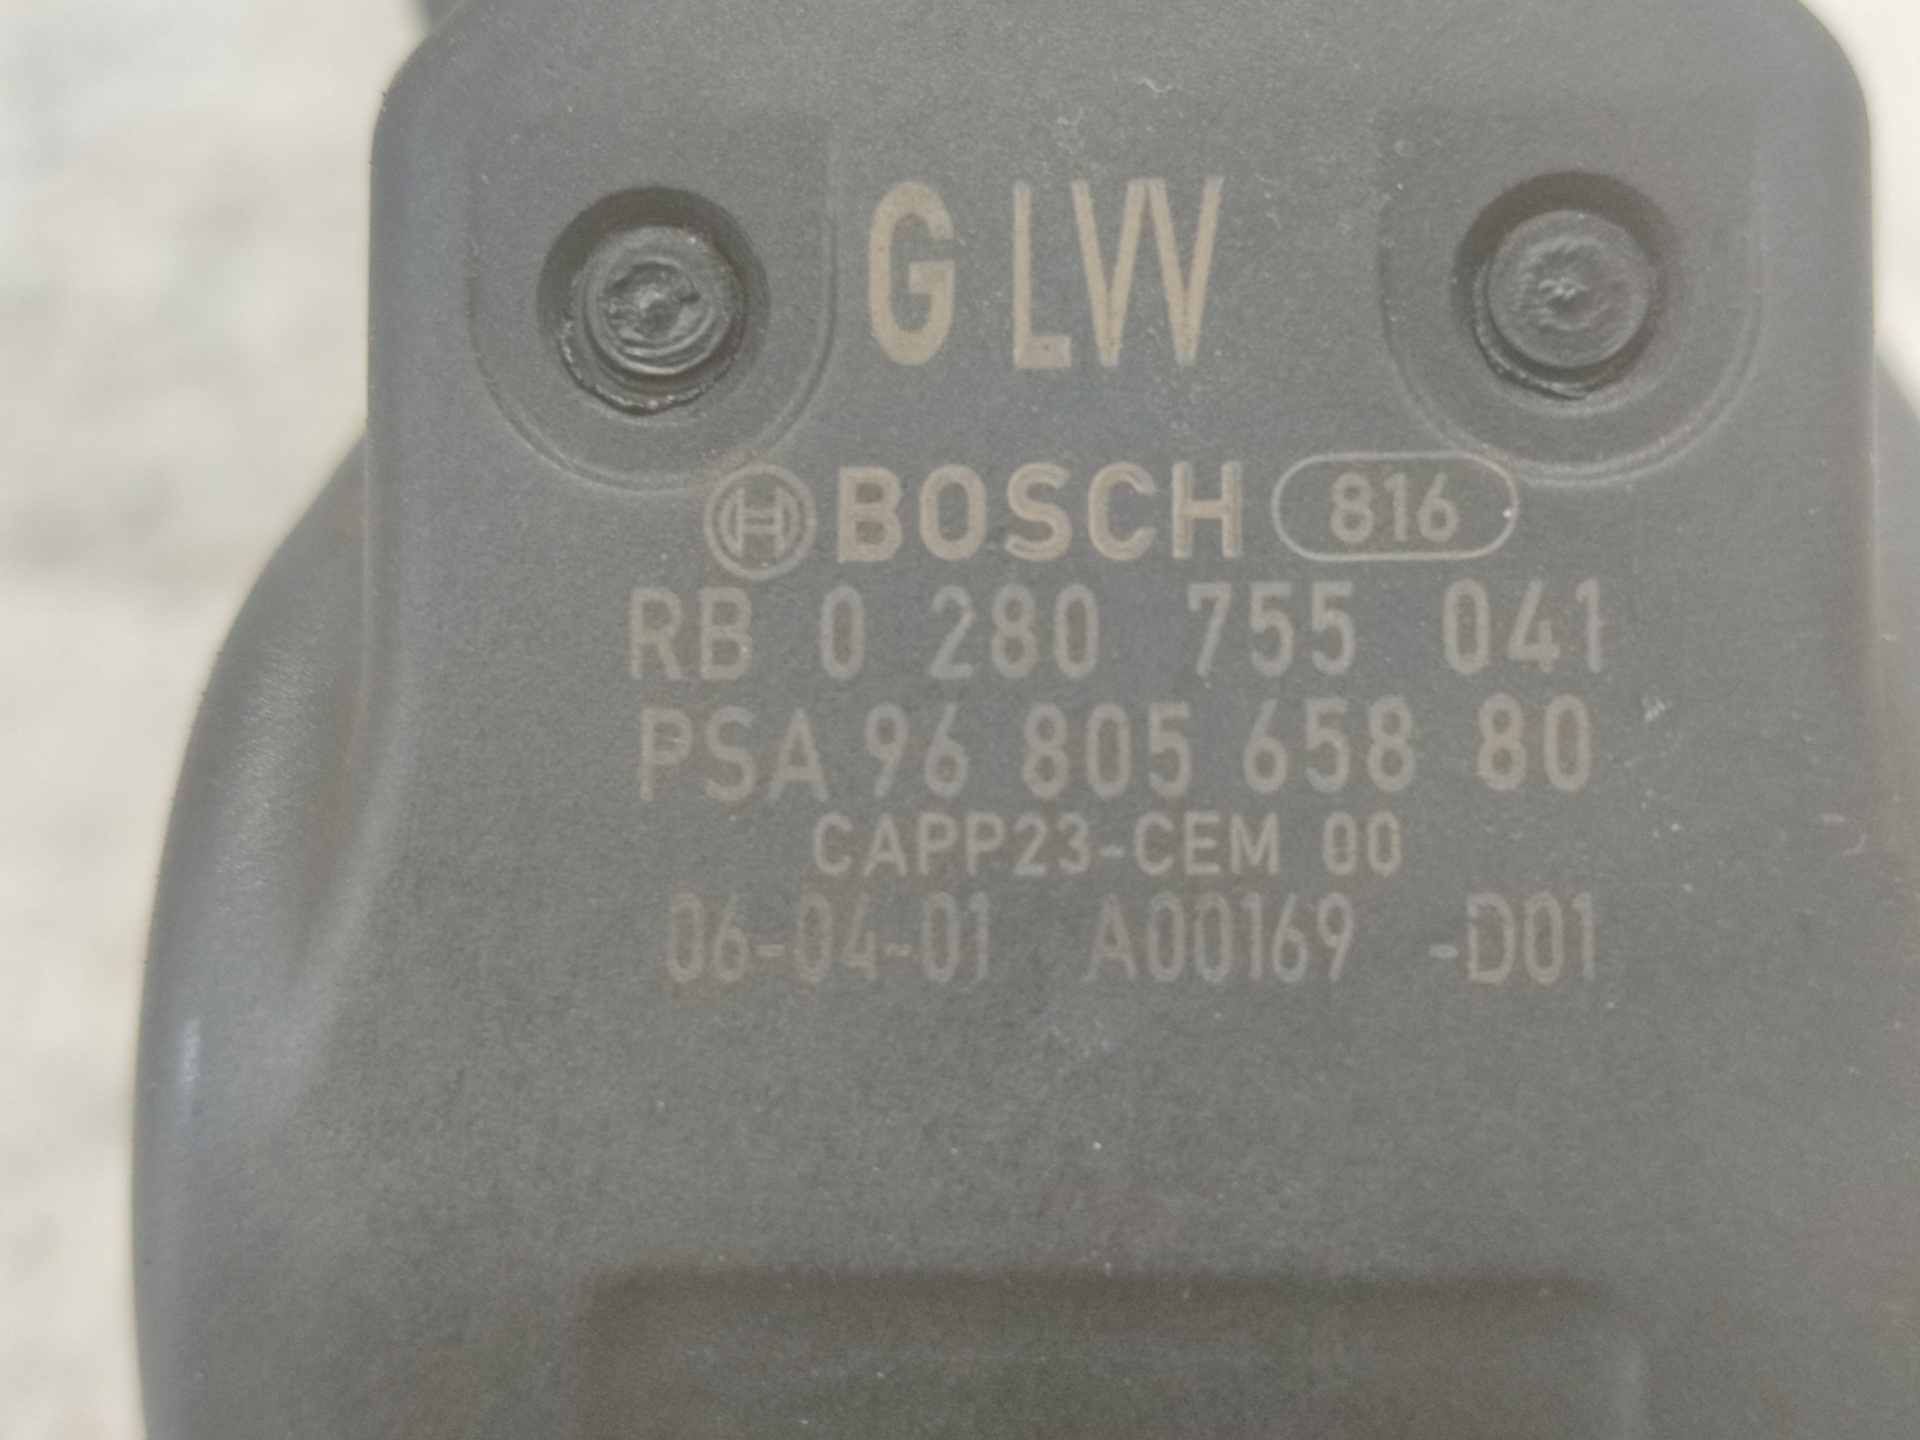 G LVV
BOSCH 816
RB 0 280 755 041
PSA 96 805 658 80
CAPP23-CEM 00
06-04-01 A00169 -D01